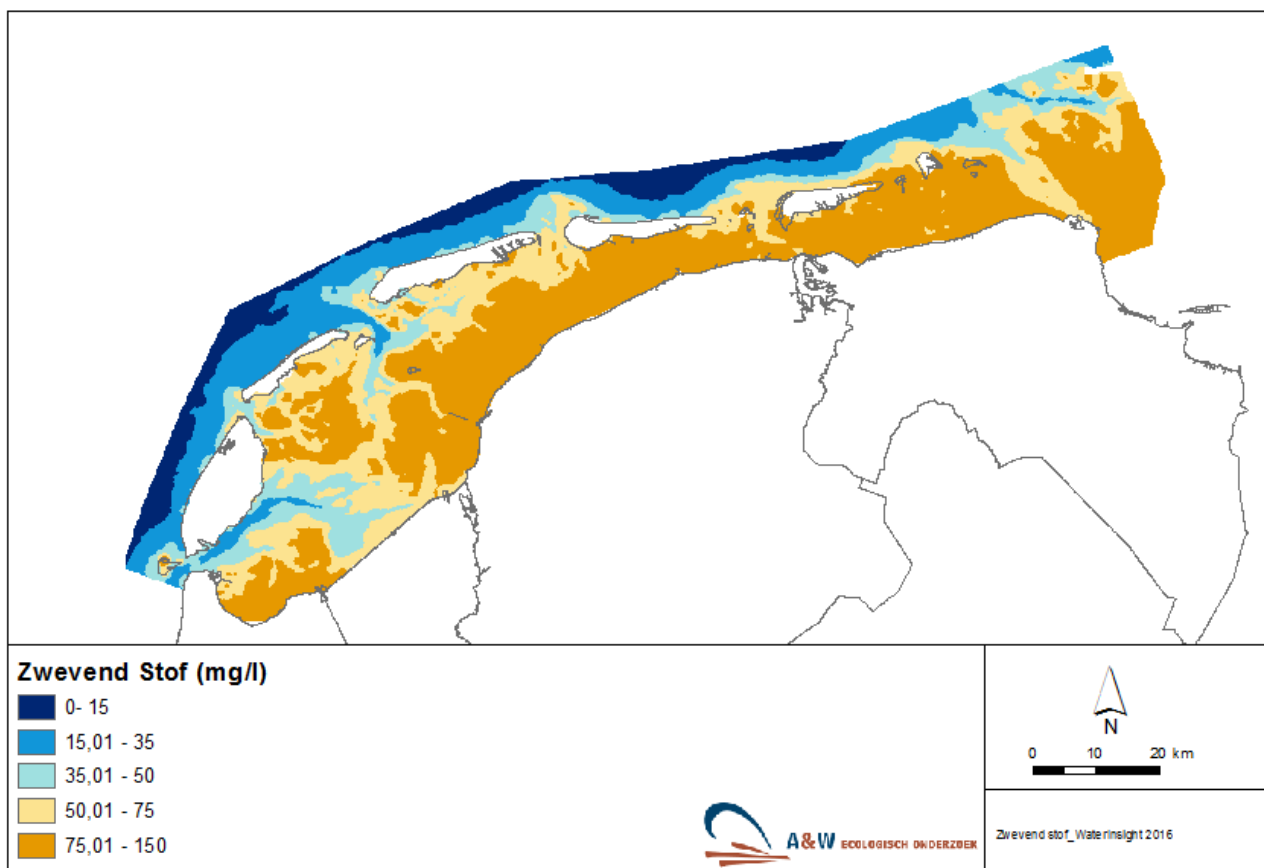 Zwevend Stof (mg/l)
0- 15
15,01 - 35
35,01 - 50
50,01 - 75
75,01 - 150
A&W ECOLOGISCH ONDERZOEK
N
0 10 20 km
Zwevend stof_WaterInsight 2016